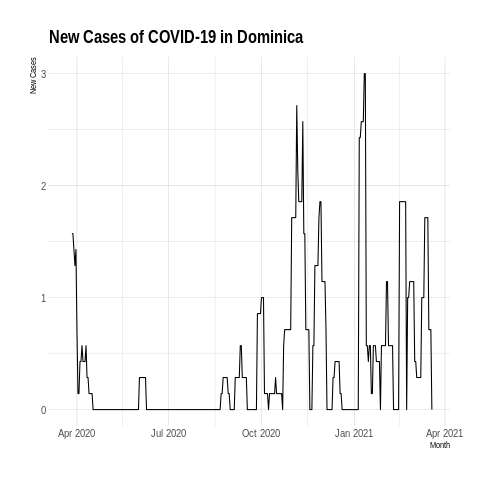 New Cases of COVID-19 in Dominica
New Cases
3
2
1
0
Apr 2020
Jul 2020
Oct 2020
Jan 2021
Apr 2021
Month